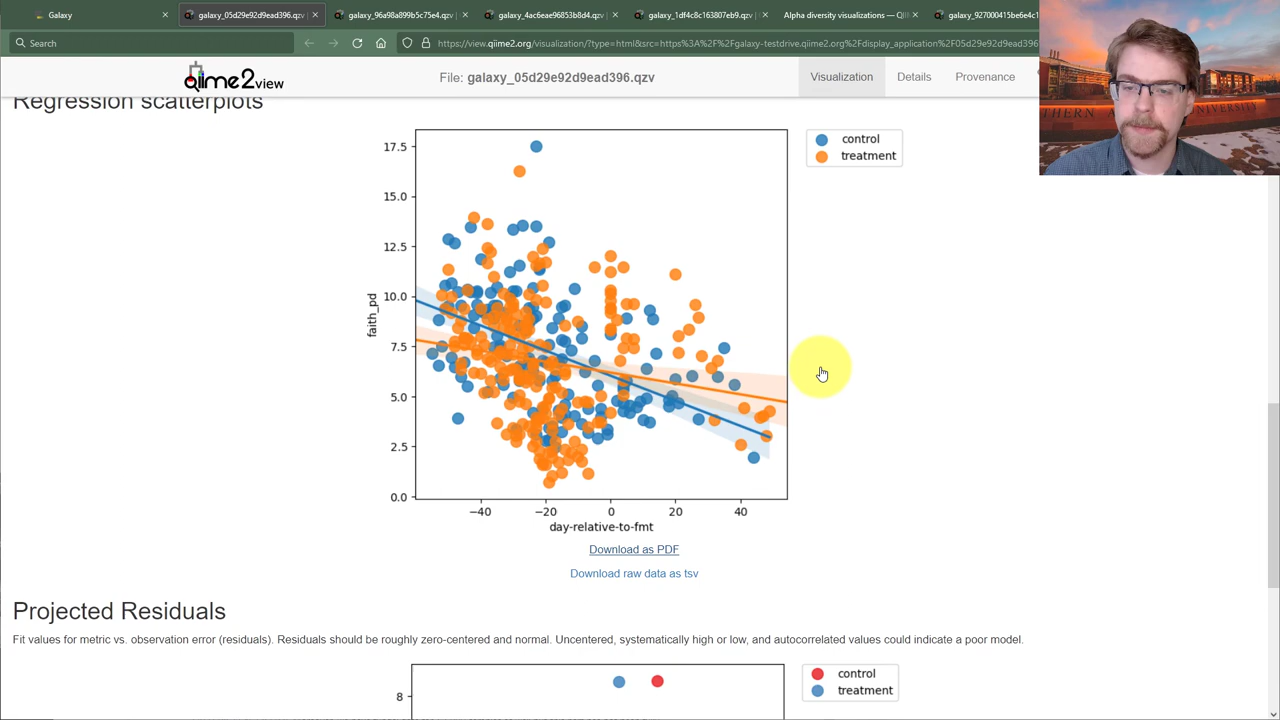 Galaxy
galaxy_05d29e92d9ead396.qzv
galaxy_96a98a899b5c75e4.qzv
galaxy_4ac6eae96853b8d4.qzv
galaxy_1df4c8c163807eb9.qzv
Alpha diversity visualizations — QII
galaxy_927000415be6e4c1
Search
https://view.qiime2.org/visualization/?type=html&src=https%3A%2F%2Fgalaxy-testdrive.qiime2.org%2Fdisplay_application%2F05d29e92d9ead396
qiime2view
File: galaxy_05d29e92d9ead396.qzv
Visualization
Details
Provenance
Regression scatterplots
control
treatment
17.5
15.0
12.5
10.0
7.5
5.0
2.5
0.0
faith_pd
−40 −20 0 20 40
day-relative-to-fmt
Download as PDF
Download raw data as tsv
Projected Residuals
Fit values for metric vs. observation error (residuals). Residuals should be roughly zero-centered and normal. Uncentered, systematically high or low, and autocorrelated values could indicate a poor model.
control
treatment
8